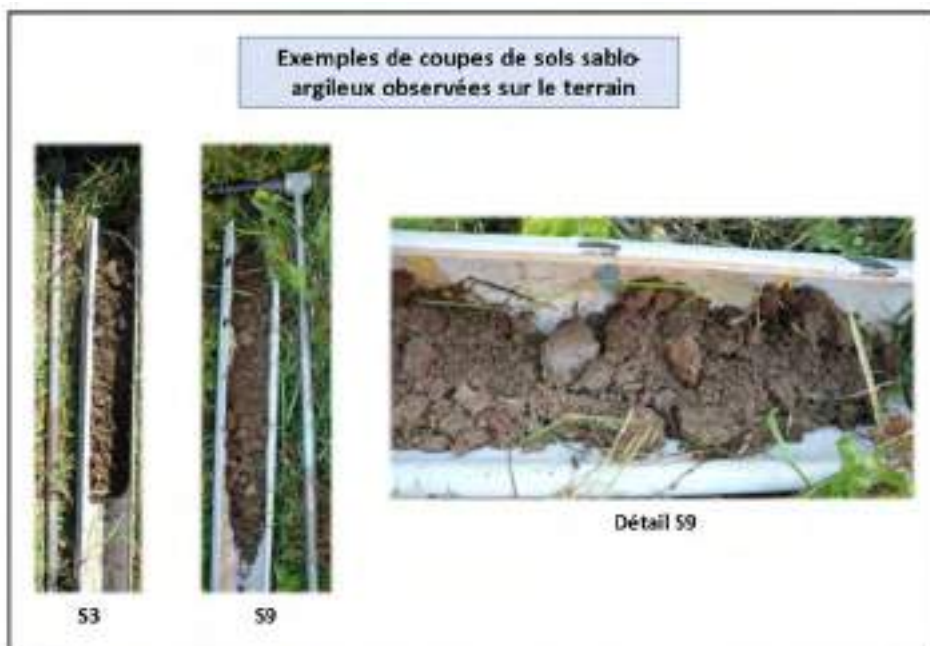 Exemples de coupes de sols sablo-
argileux observées sur le terrain
Détail S9
S3
S9